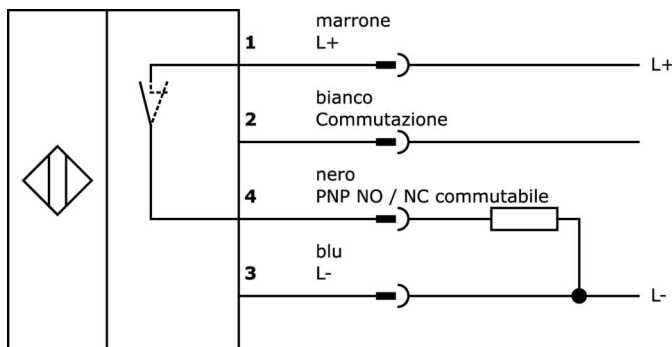 marrone
1 L+
L+
bianco
2 Commutazione
nero
4 PNP NO / NC commutabile
blu
3 L-
L-